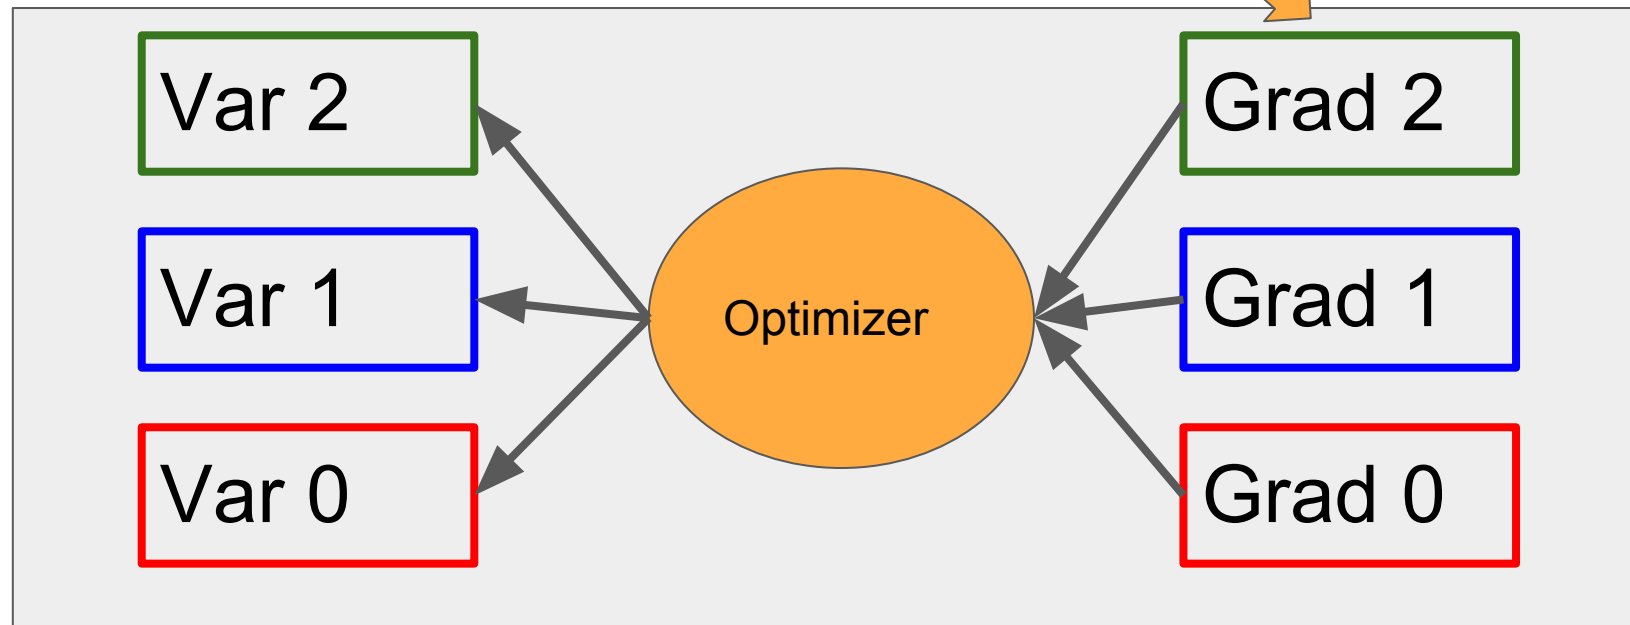 Var 2
Grad 2
Var 1
Grad 1
Optimizer
Var 0
Grad 0